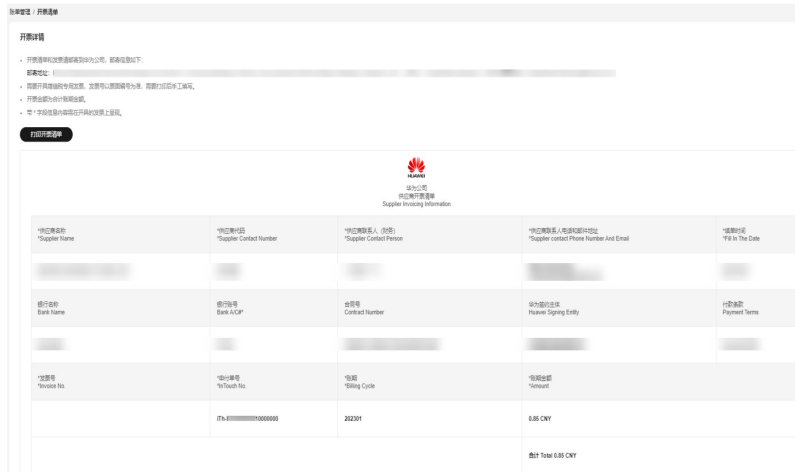 账单管理 / 开票清单
开票详情
• 开票清单和发票请邮寄到华为公司，邮寄信息如下：
邮寄地址：
• 需要开具增值税专用发票，发票号以票面编号为准，需要打印后手工填写。
• 开票金额为合计账期金额。
• 带 * 字段信息内容需在开具的发票上呈现。
打印开票清单
HUAWEI
华为公司
供应商开票清单
Supplier Invoicing Information
*供应商名称 *供应商代码 *供应商联系人（财务） *供应商联系人电话和邮件地址 *填单时间
*Supplier Name *Supplier Contact Number *Supplier Contact Person *Supplier contact Phone Number And Email *Fill In The Date
银行名称 银行账号 合同号 华为签约主体 付款条款
Bank Name Bank A/C#* Contract Number Huawei Signing Entity Payment Terms
*发票号 *映付单号 *账期 *账期金额
*Invoice No. *InTouch No. *Billing Cycle *Amount
iTh-I 10000000 202301 0.85 CNY
合计 Total 0.85 CNY